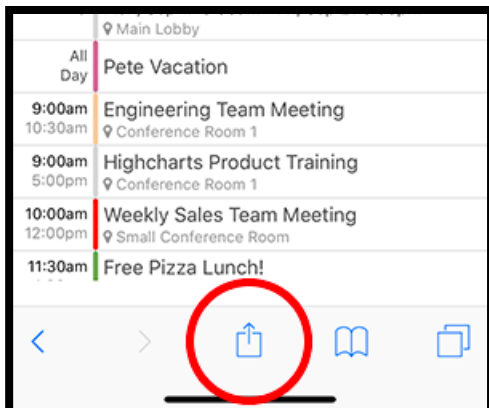 Main Lobby
All
Day
Pete Vacation
9:00am Engineering Team Meeting
10:30am Conference Room 1
9:00am Highcharts Product Training
5:00pm Conference Room 1
10:00am Weekly Sales Team Meeting
12:00pm Small Conference Room
11:30am Free Pizza Lunch!